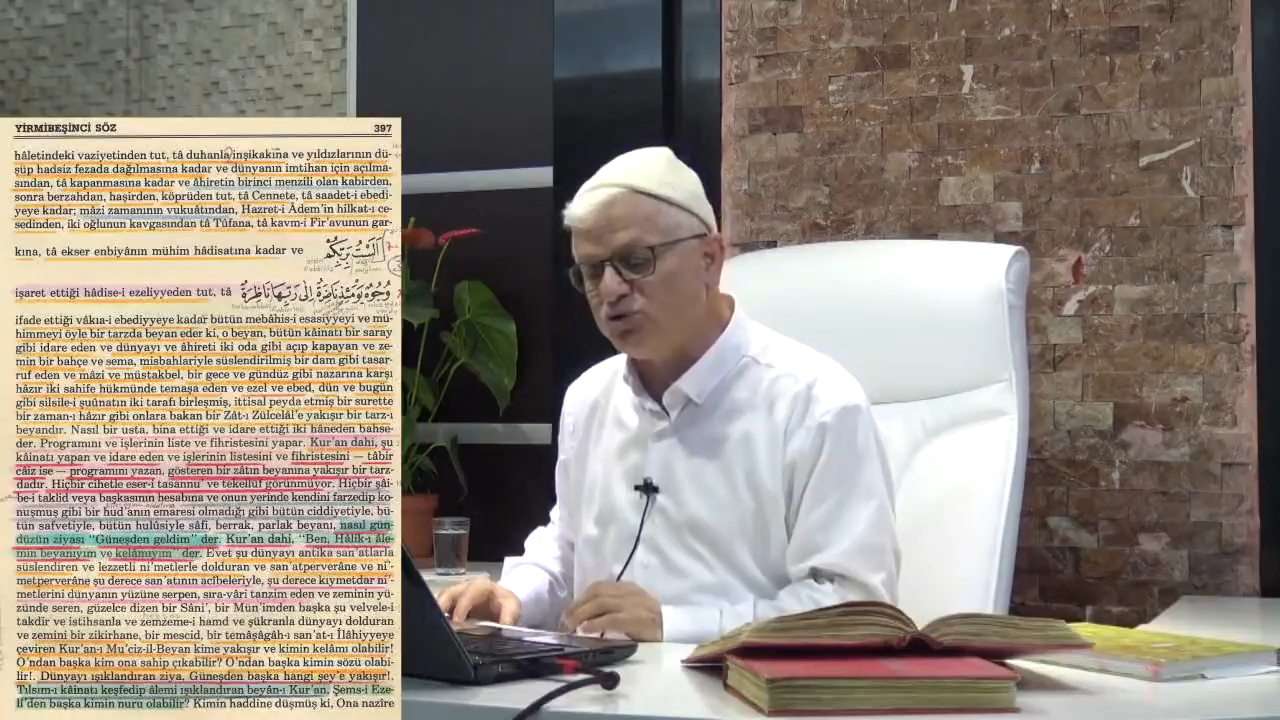 YİRMİBEŞİNCİ SÖZ 397
hâletindeki vaziyetinden tut, tâ duhanla inşikakına ve yıldızlarının dü-
şüp hadsiz fezada dağılmasına kadar ve dünyanın imtihan için açılma-
sından, tâ kapanmasına kadar ve âhiretin birinci menzili olan kabirden,
sonra berzahdan, haşirden, köprüden tut, tâ Cennete, tâ saadet-i ebedi-
yeye kadar; mâzi zamanının vukuâtından, Hazret-i Âdem'in hilkat-ı ce-
sedinden, iki oğlunun kavgasından tâ Tûfana, tâ kavm-i Fir'avunun gar-
kına, tâ ekser enbiyânın mühim hâdisatına kadar ve اَلَسْتُ بِرَبِّكُمْ
işaret ettiği hâdise-i ezeliyyeden tut, tâ وُجُوهٌ يَوْمَئِذٍ نَاضِرَةٌ اِلٰى رَبِّهَا نَاظِرَةٌ
ifade ettiği vâkıa-i ebediyyeye kadar bütün mebâhis-i esasiyyeyi ve mü-
himmeyi öyle bir tarzda beyan eder ki, o beyan, bütün kâinatı bir saray
gibi idare eden ve dünyayı ve âhireti iki oda gibi açıp kapayan ve ze-
min bir bahçe ve sema, misbahlariyle süslendirilmiş bir dam gibi tasar-
ruf eden ve mâzi ve müstakbel, bir gece ve gündüz gibi nazarına karşı
hâzır iki sahife hükmünde temaşa eden ve ezel ve ebed, dün ve bugün
gibi silsile-i şuûnatın iki tarafı birleşmiş, ittisal peyda etmiş bir surette
bir zaman-ı hâzır gibi onlara bakan bir Zât-ı Zülcelâl'e yakışır bir tarz-ı
beyandır. Nasıl bir usta, bina ettiği ve idare ettiği iki hâneden bahse-
der. Programını ve işlerinin liste ve fihristesini yapar. Kur'an dahi, şu
kâinatı yapan ve idare eden ve işlerinin listesini ve fihristesini — tâbir
câiz ise — programını yazan, gösteren bir zâtın beyanına yakışır bir tarz-
dadır. Hiçbir cihetle eser-i tasannu' ve tekellüf görünmüyor. Hiçbir şâi-
be-i taklid veya başkasının hesabına ve onun yerinde kendini farzedip ko-
nuşmuş gibi bir hud'anın emaresi olmadığı gibi bütün ciddiyetiyle, bü-
tün safvetiyle, bütün hulûsiyle sâfi, berrak, parlak beyanı, nasıl gün-
düzün ziyası "Güneşden geldim" der. Kur'an dahi, "Ben, Hâlik-ı âle-
min beyanıyım ve kelâmıyım" der. Evet şu dünyayı antika san'atlarla
süslendiren ve lezzetli ni'metlerle dolduran ve san'atperverâne ve ni'-
metperverâne şu derece san'atının acibeleriyle, şu derece kıymetdar ni'-
metlerini dünyanın yüzüne serpen, sıra-vâri tanzim eden ve zeminin yü-
zünde seren, güzelce dizen bir Sâni', bir Mün'imden başka şu velvele-i
takdir ve istihsanla ve zemzeme-i hamd ve şükranla dünyayı dolduran
ve zemini bir zikirhane, bir mescid, bir temâşâgâh-ı san'at-ı İlâhiyyeye
çeviren Kur'an-ı Mu'ciz-il-Beyan kime yakışır ve kimin kelâmı olabilir!
O'ndan başka kim ona sahip çıkabilir? O'ndan başka kimin sözü olabi-
lir!. Dünyayı ışıklandıran ziya, Güneşden başka hangi şey'e yakışır!.
Tılsım-ı kâinatı keşfedip âlemi ışıklandıran beyân-ı Kur'an, Şems-i Eze-
lî'den başka kimin nuru olabilir? Kimin haddine düşmüş ki, Ona nazîre